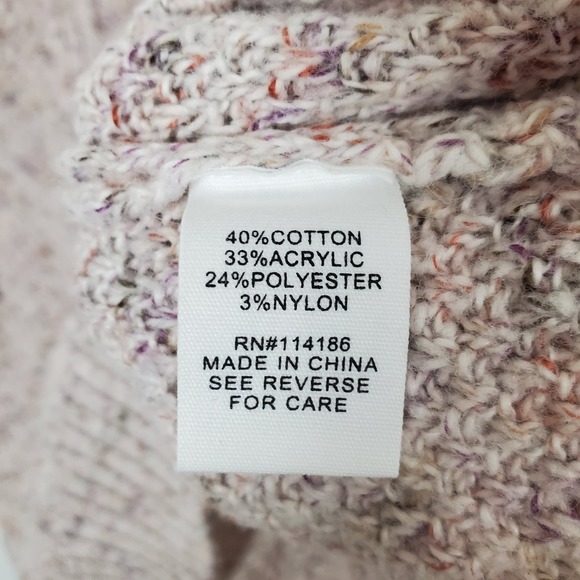 40%COTTON
33%ACRYLIC
24%POLYESTER
3%NYLON
RN#114186
MADE IN CHINA
SEE REVERSE
FOR CARE